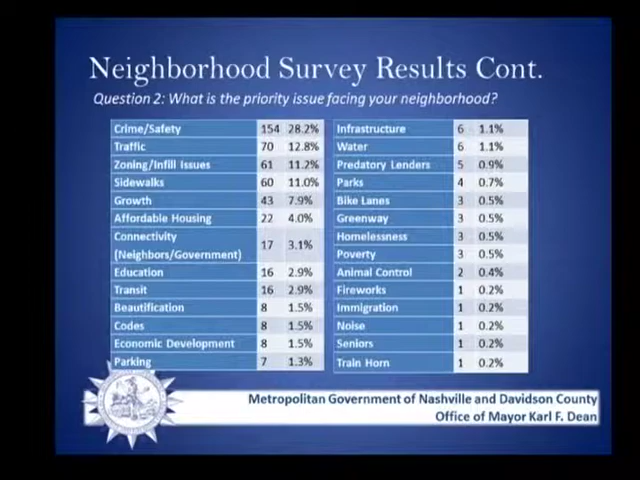 Neighborhood Survey Results Cont.
Question 2: What is the priority issue facing your neighborhood?
Crime/Safety 154 28.2%
Traffic 70 12.8%
Zoning/Infill Issues 61 11.2%
Sidewalks 60 11.0%
Growth 43 7.9%
Affordable Housing 22 4.0%
Connectivity
(Neighbors/Government) 17 3.1%
Education 16 2.9%
Transit 16 2.9%
Beautification 8 1.5%
Codes 8 1.5%
Economic Development 8 1.5%
Parking 7 1.3%
Infrastructure 6 1.1%
Water 6 1.1%
Predatory Lenders 5 0.9%
Parks 4 0.7%
Bike Lanes 3 0.5%
Greenway 3 0.5%
Homelessness 3 0.5%
Poverty 3 0.5%
Animal Control 2 0.4%
Fireworks 1 0.2%
Immigration 1 0.2%
Noise 1 0.2%
Seniors 1 0.2%
Train Horn 1 0.2%
Metropolitan Government of Nashville and Davidson County
Office of Mayor Karl F. Dean